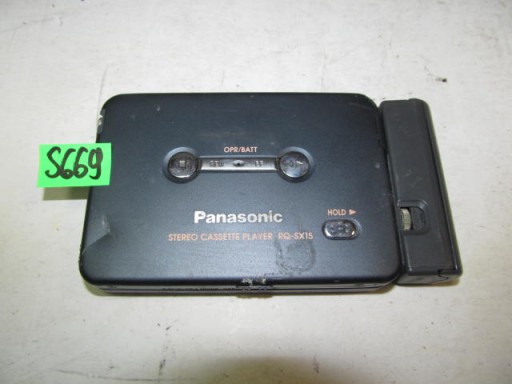 OPR/BATT
S669
Panasonic
HOLD ▶
STEREO CASSETTE PLAYER RQ-SX15